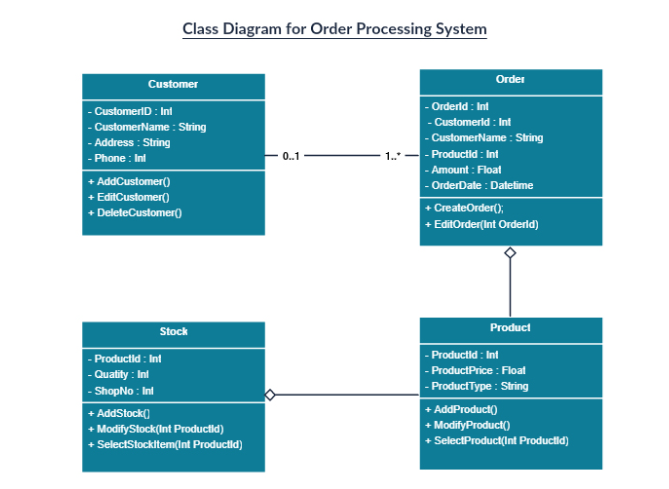 Class Diagram for Order Processing System
Customer
- CustomerID : Int
- CustomerName : String
- Address : String
- Phone : Int
+ AddCustomer()
+ EditCustomer()
+ DeleteCustomer()
0..1
1..*
Order
- OrderId : Int
- CustomerId : Int
- CustomerName : String
- ProductId : Int
- Amount : Float
- OrderDate : Datetime
+ CreateOrder();
+ EditOrder(Int OrderId)
Stock
- ProductId : Int
- Quatity : Int
- ShopNo : Int
+ AddStock()
+ ModifyStock(Int ProductId)
+ SelectStockItem(Int ProductId)
Product
- ProductId : Int
- ProductPrice : Float
- ProductType : String
+ AddProduct()
+ ModifyProduct()
+ SelectProduct(Int ProductId)